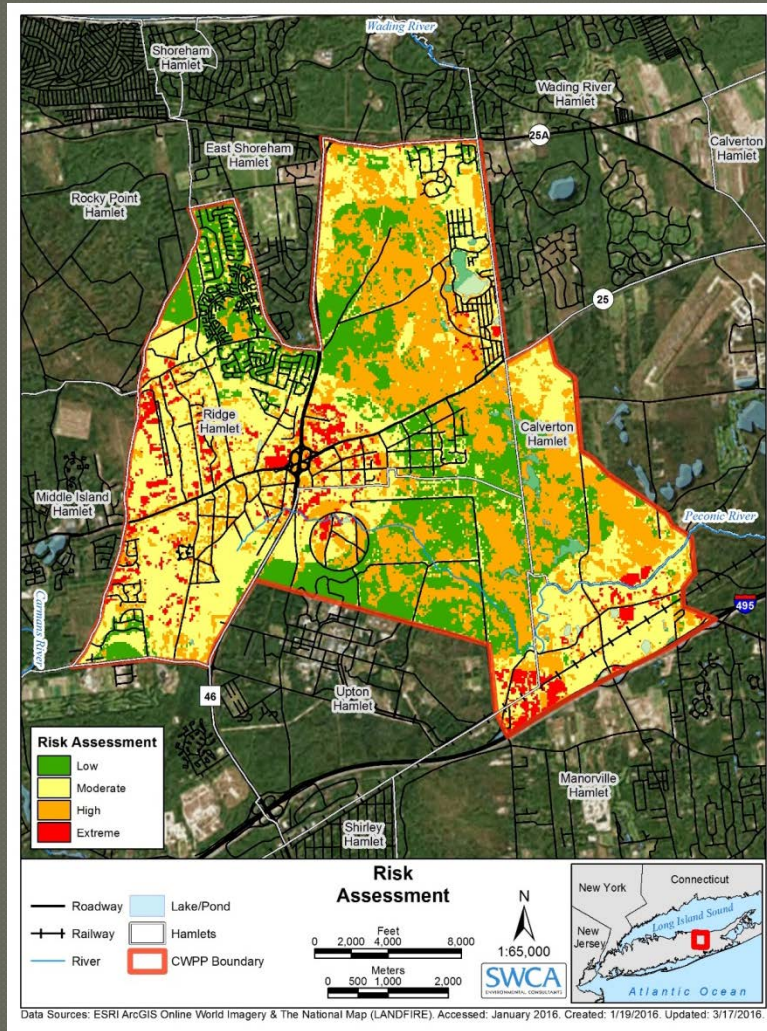 Wading River
Shoreham
Hamlet
Wading River
Hamlet
25A
Calverton
Hamlet
East Shoreham
Hamlet
Rocky Point
Hamlet
25
Ridge
Hamlet
Calverton
Hamlet
Middle Island
Hamlet
Peconic River
495
Carmans River
Upton
Hamlet
46
Manorville
Hamlet
Shirley
Hamlet
Risk Assessment
Low
Moderate
High
Extreme
Roadway
Railway
River
Lake/Pond
Hamlets
CWPP Boundary
Risk
Assessment
Feet
0 2,000 4,000 8,000
Meters
0 500 1,000 2,000
N
1:65,000
SWCA
ENVIRONMENTAL CONSULTANTS
New York
Connecticut
Long Island Sound
New
Jersey
Atlantic Ocean
Data Sources: ESRI ArcGIS Online World Imagery & The National Map (LANDFIRE). Accessed: January 2016. Created: 1/19/2016. Updated: 3/17/2016.